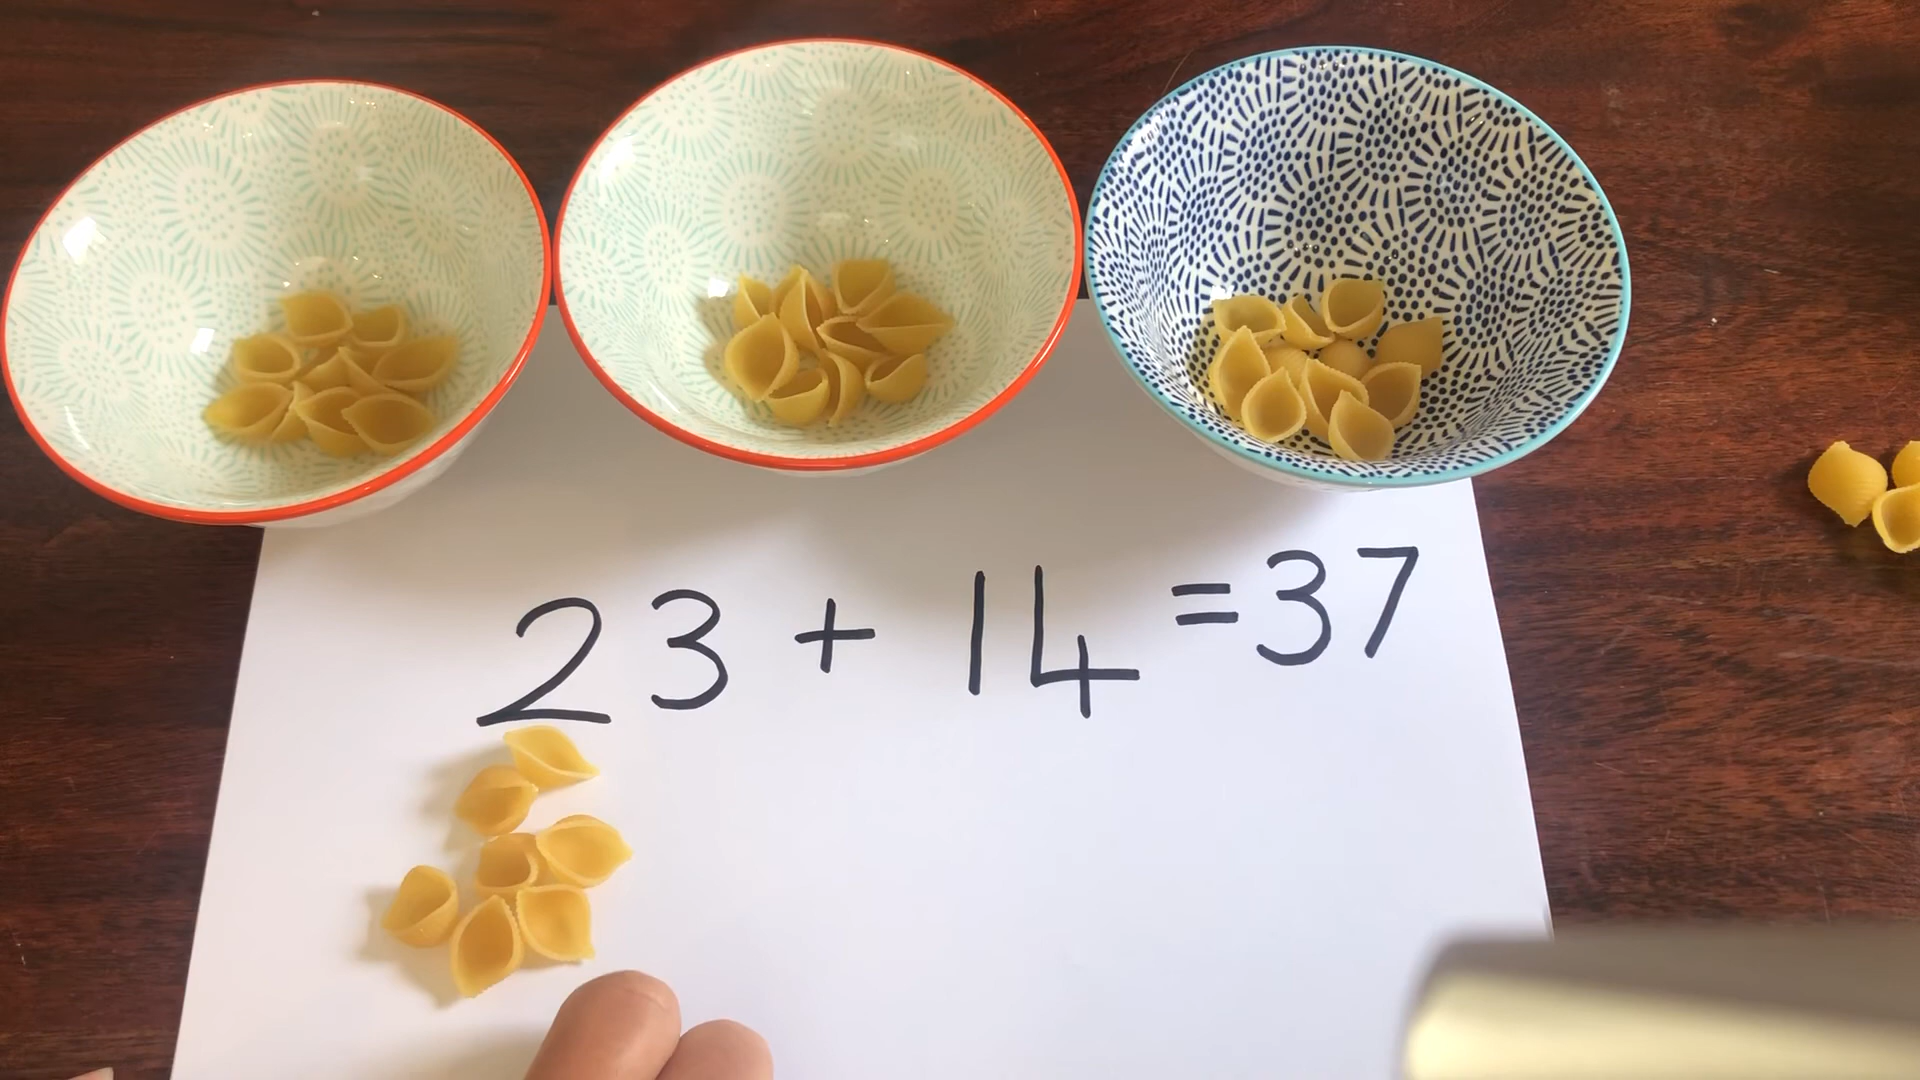 23 + 14 = 37